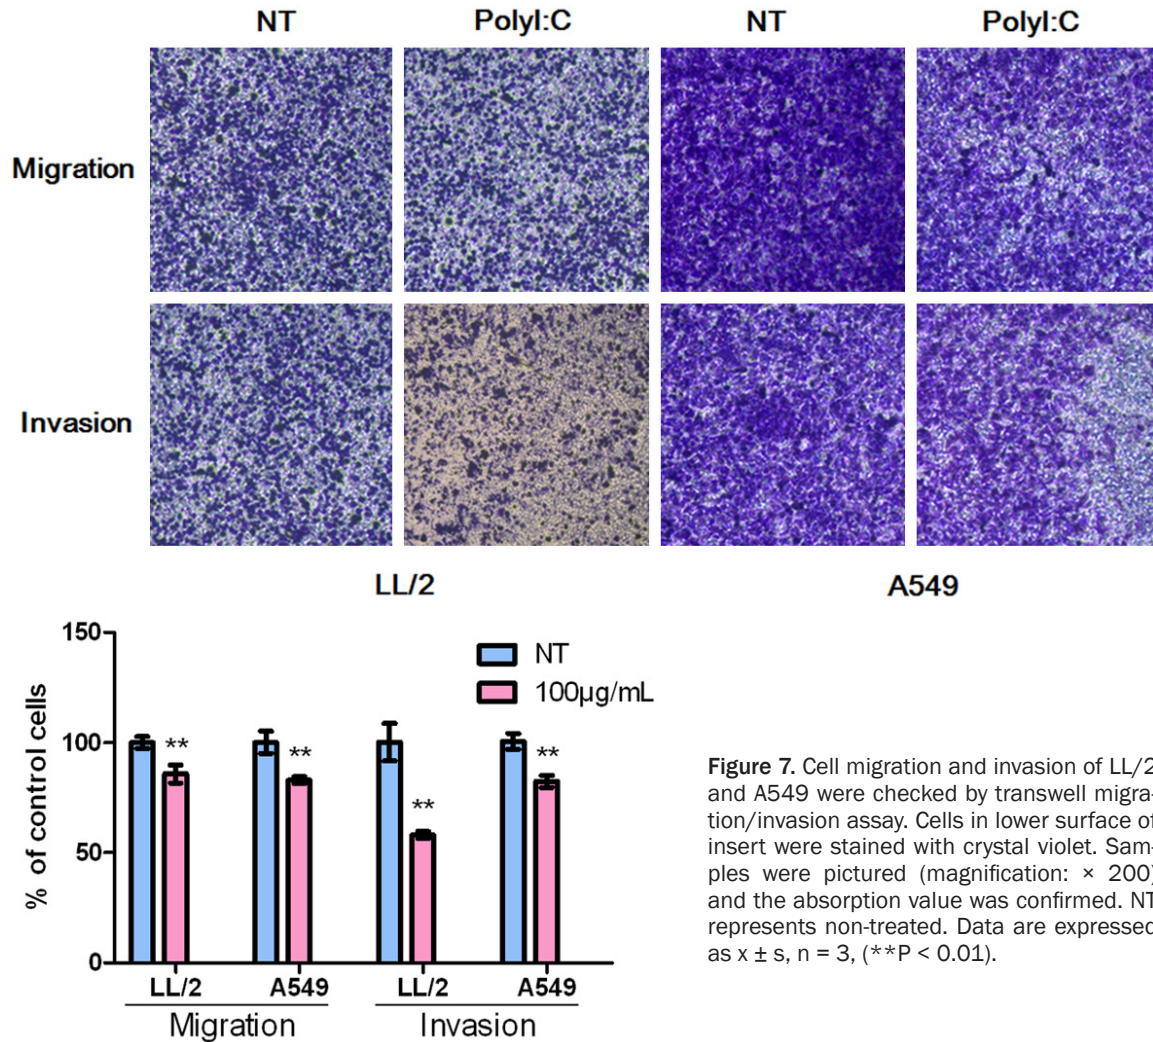 NT PolyI:C NT PolyI:C
Migration
Invasion
LL/2 A549
150
100
50
0
% of control cells
NT
100µg/mL
** ** ** **
LL/2 A549 LL/2 A549
Migration Invasion
Figure 7. Cell migration and invasion of LL/2
and A549 were checked by transwell migra-
tion/invasion assay. Cells in lower surface of
insert were stained with crystal violet. Sam-
ples were pictured (magnification: × 200)
and the absorption value was confirmed. NT
represents non-treated. Data are expressed
as x ± s, n = 3, (**P < 0.01).